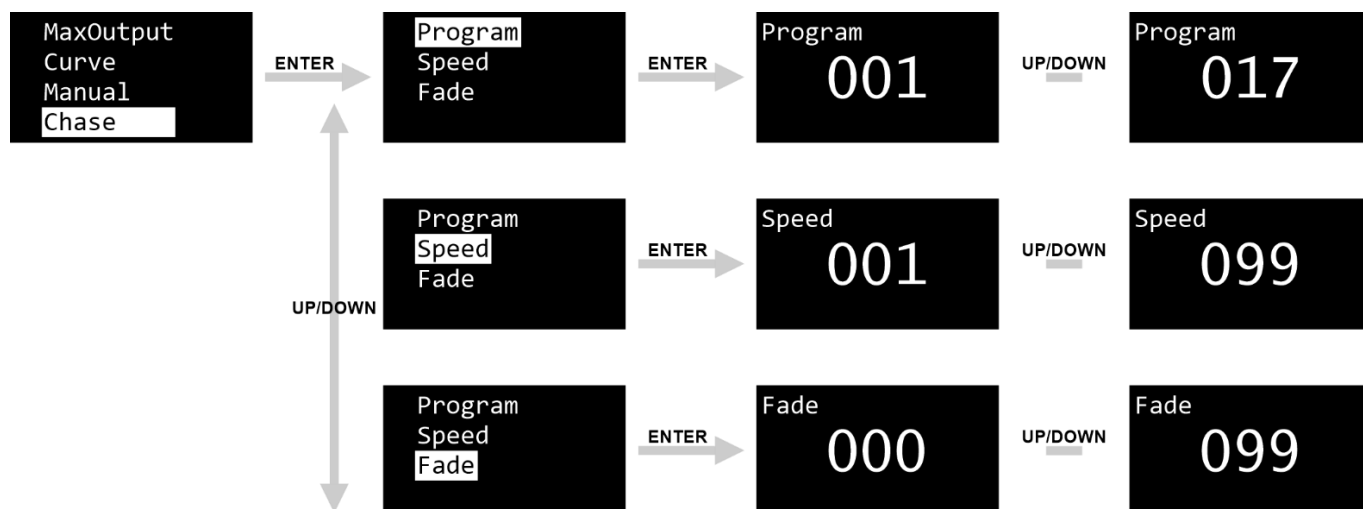 MaxOutput
Curve
Manual
Chase
ENTER
Program
Speed
Fade
ENTER
Program
001
UP/DOWN
Program
017
UP/DOWN
Program
Speed
Fade
ENTER
Speed
001
UP/DOWN
Speed
099
Program
Speed
Fade
ENTER
Fade
000
UP/DOWN
Fade
099